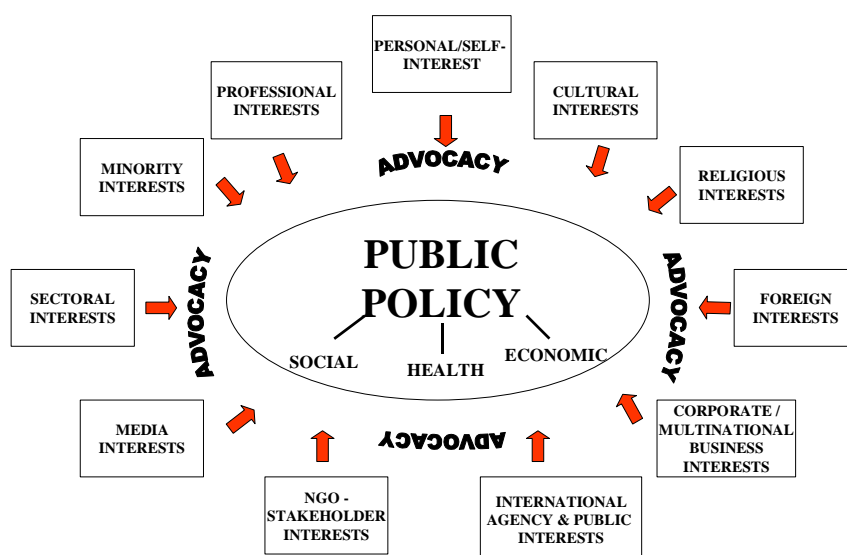 PERSONAL/SELF-
INTEREST
PROFESSIONAL
INTERESTS
CULTURAL
INTERESTS
MINORITY
INTERESTS
ADVOCACY
RELIGIOUS
INTERESTS
PUBLIC
POLICY
SOCIAL
HEALTH
ECONOMIC
SECTORAL
INTERESTS
ADVOCACY
ADVOCACY
FOREIGN
INTERESTS
MEDIA
INTERESTS
ADVOCACY
CORPORATE /
MULTINATIONAL
BUSINESS
INTERESTS
NGO -
STAKEHOLDER
INTERESTS
INTERNATIONAL
AGENCY & PUBLIC
INTERESTS